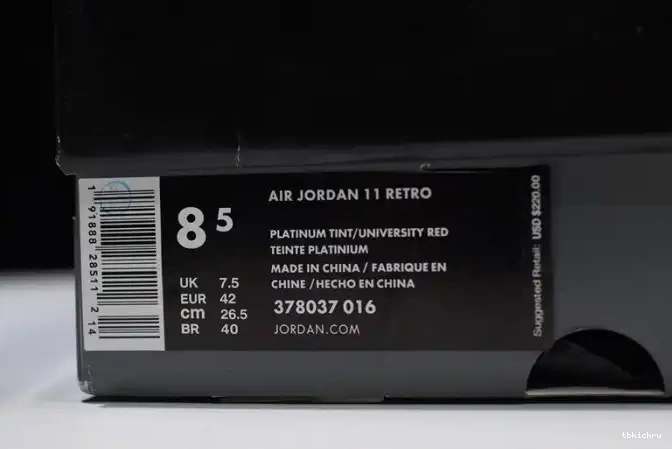 1 91888 28511 2 14
8 5
UK 7.5
EUR 42
cm 26.5
BR 40
AIR JORDAN 11 RETRO
PLATINUM TINT/UNIVERSITY RED
TEINTE PLATINIUM
MADE IN CHINA / FABRIQUE EN
CHINE / HECHO EN CHINA
378037 016
JORDAN.COM
Suggested Retail: USD $220.00
tbkickru